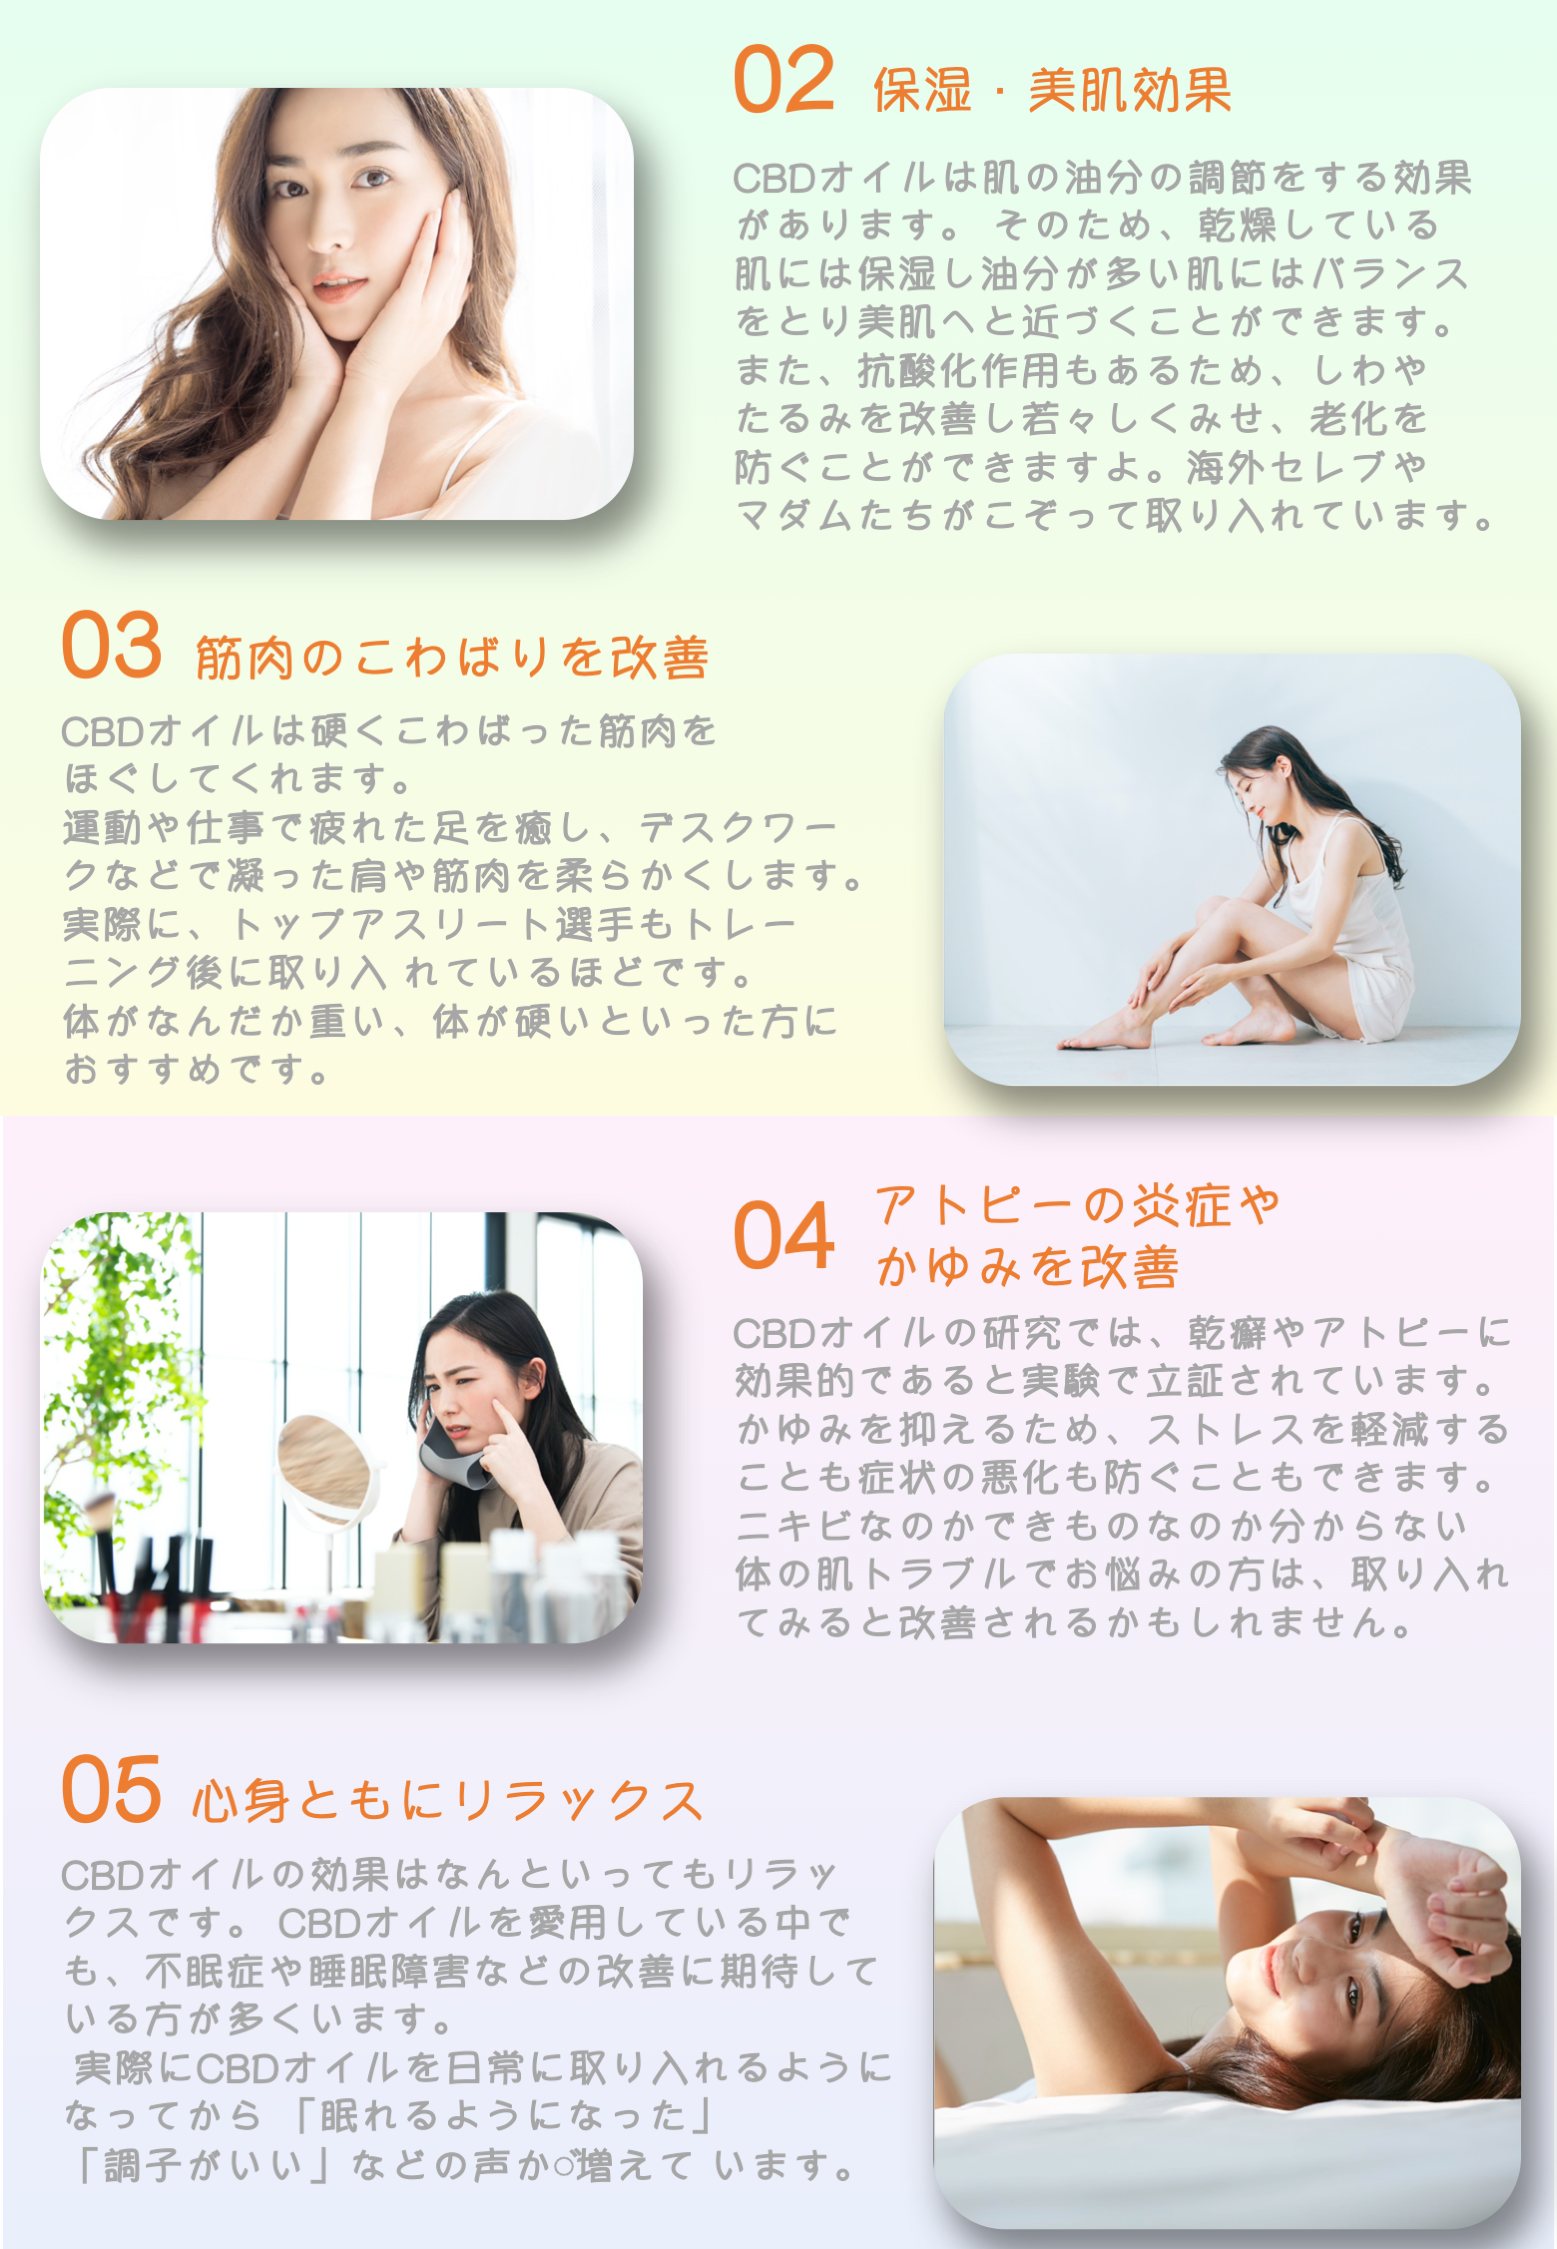 02 保湿・美肌効果
CBDオイルは肌の油分の調節をする効果
があります。 そのため、乾燥している
肌には保湿し油分が多い肌にはバランス
をとり美肌へと近づくことができます。
また、抗酸化作用もあるため、しわや
たるみを改善し若々しくみせ、老化を
防ぐことができますよ。海外セレブや
マダムたちがこぞって取り入れています。
03 筋肉のこわばりを改善
CBDオイルは硬くこわばった筋肉を
ほぐしてくれます。
運動や仕事で疲れた足を癒し、デスクワー
クなどで凝った肩や筋肉を柔らかくします。
実際に、トップアスリート選手もトレー
ニング後に取り入 れているほどです。
体がなんだか重い、体が硬いといった方に
おすすめです。
04 アトピーの炎症や
かゆみを改善
CBDオイルの研究では、乾癬やアトピーに
効果的であると実験で立証されています。
かゆみを抑えるため、ストレスを軽減する
ことも症状の悪化も防ぐこともできます。
ニキビなのかできものなのか分からない
体の肌トラブルでお悩みの方は、取り入れ
てみると改善されるかもしれません。
05 心身ともにリラックス
CBDオイルの効果はなんといってもリラッ
クスです。 CBDオイルを愛用している中で
も、不眠症や睡眠障害などの改善に期待して
いる方が多くいます。
実際にCBDオイルを日常に取り入れるように
なってから 「眠れるようになった」
「調子がいい」などの声か゛増えて います。